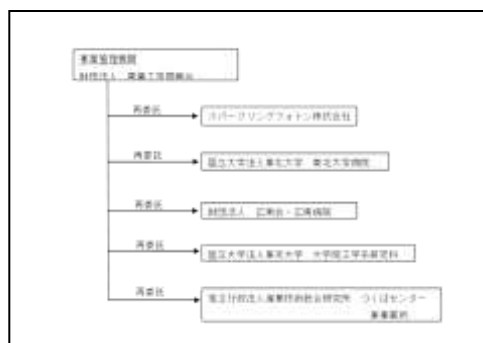 事業管理機関
財団法人
再委託
スパークリングフォトン株式会社
再委託
国立大学法人東北大学 東北大学病院
再委託
財団法人 広南会・広南病院
再委託
国立大学法人東北大学 大学院工学系研究科
再委託
独立行政法人産業技術総合研究所 つくばセンター